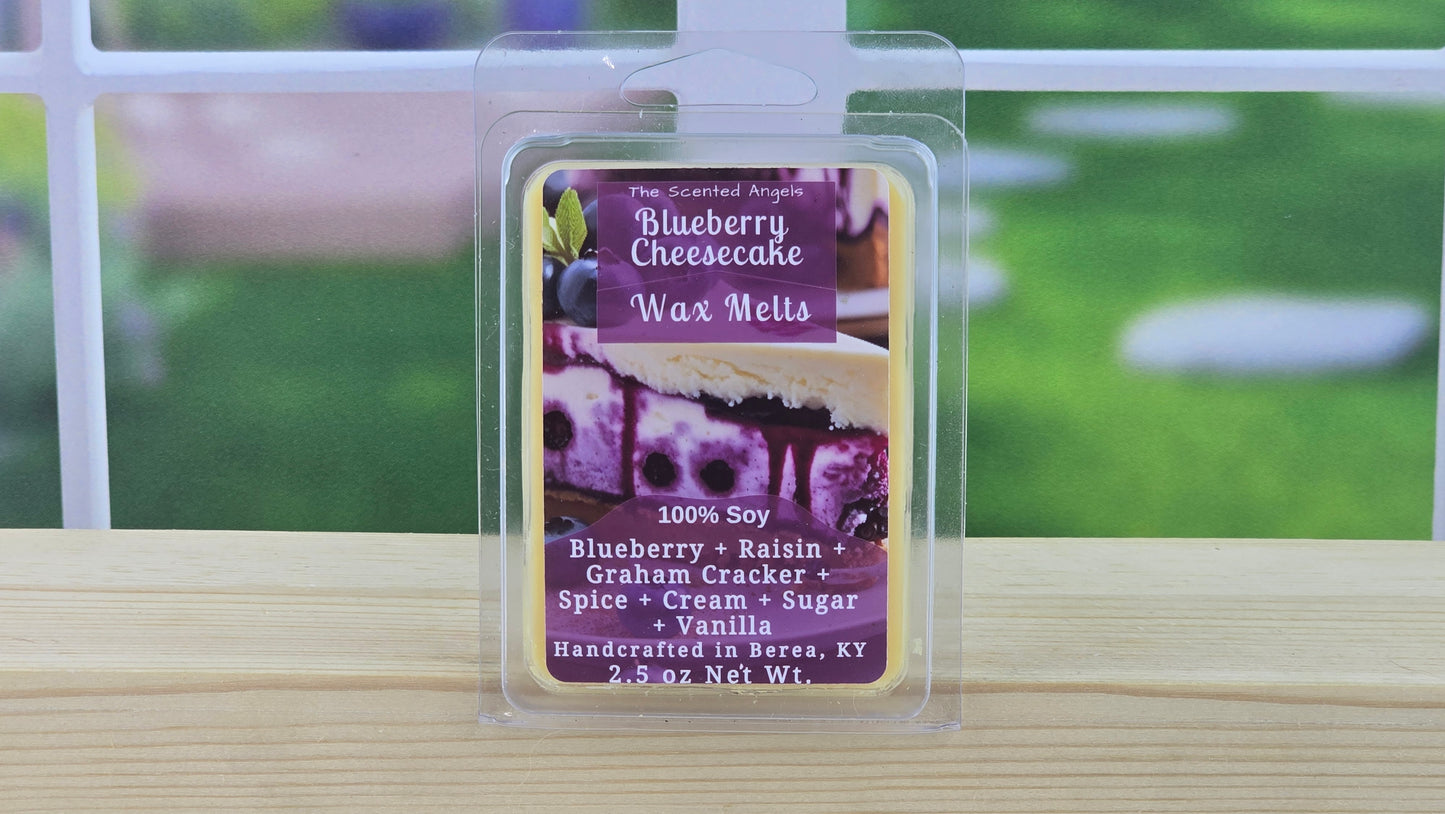 The Scented Angels
Blueberry
Cheesecake
Wax Melts
100% Soy
Blueberry + Raisin +
Graham Cracker +
Spice + Cream + Sugar
+ Vanilla
Handcrafted in Berea, KY
2.5 oz Net Wt.